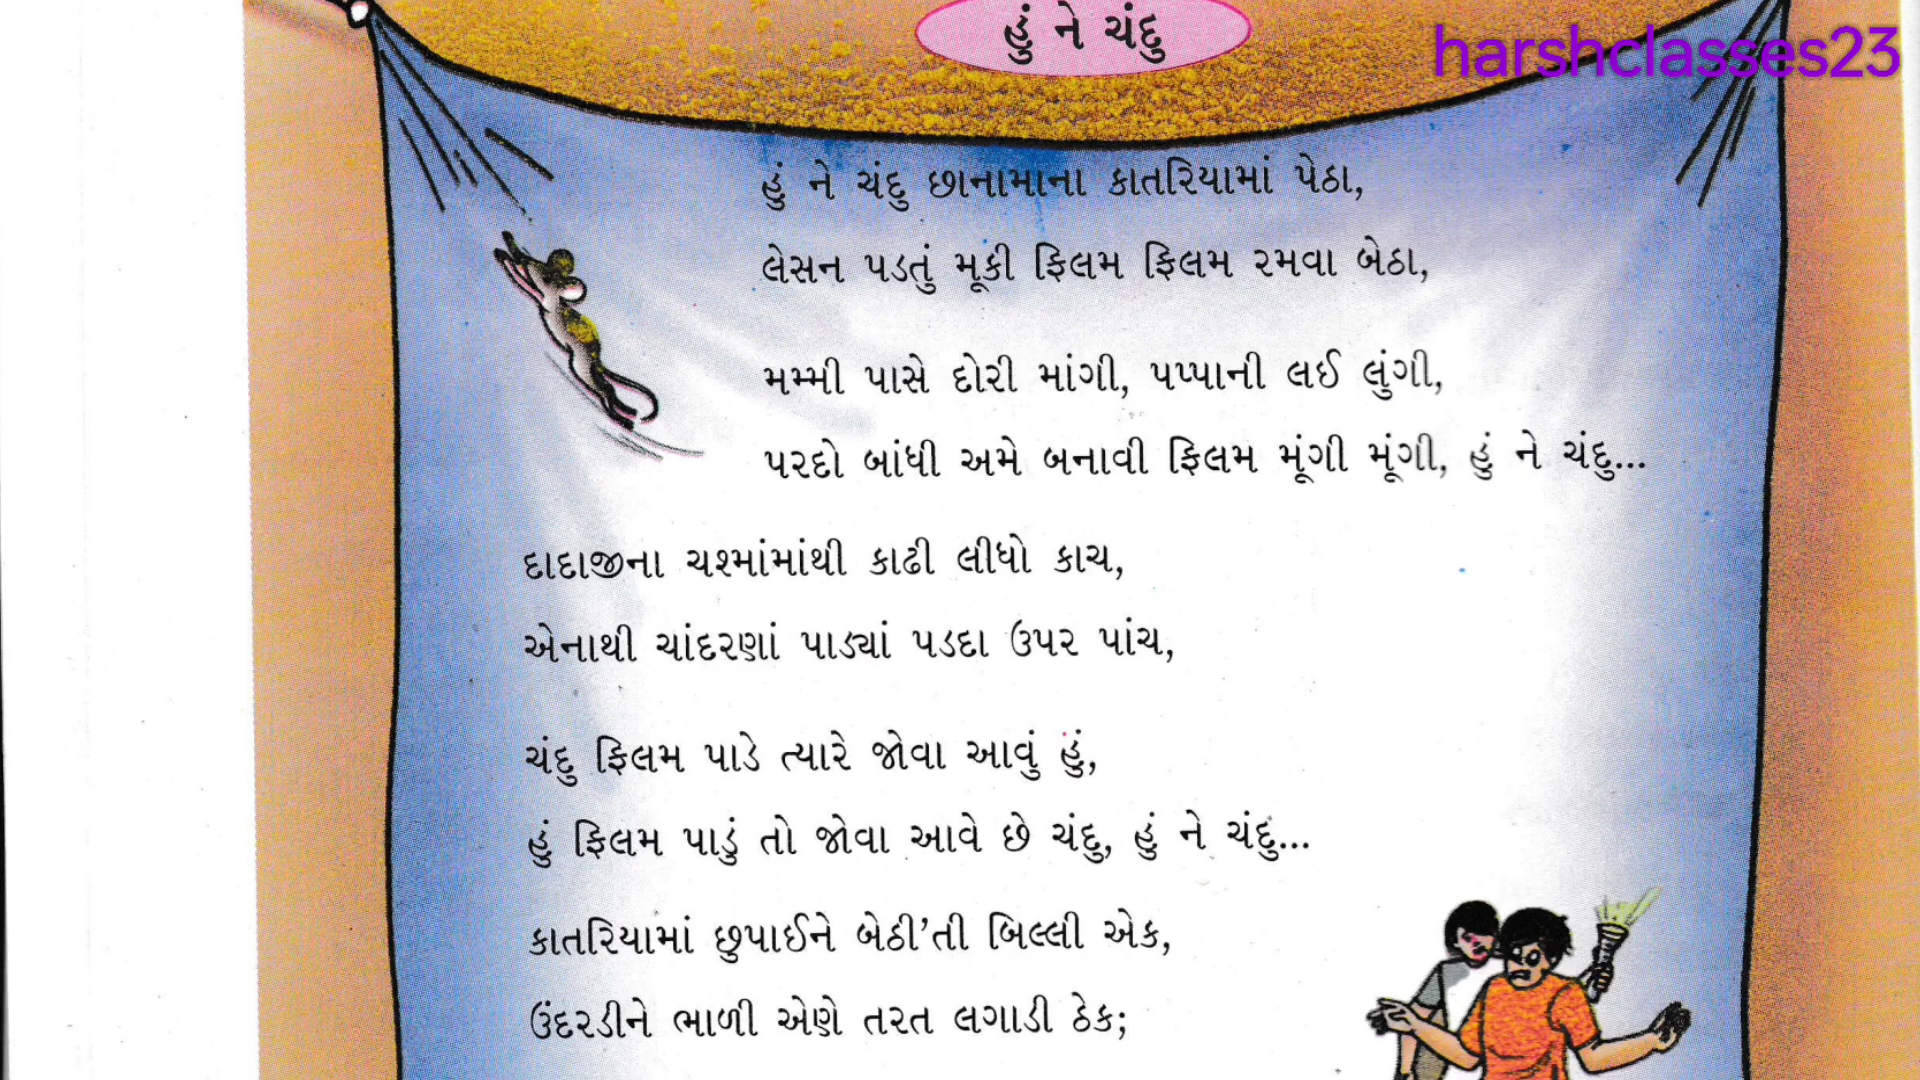 હું ને ચંદુ
harshclasses23
હું ને ચંદુ છાનામાના કાતરિયામાં પેઠા,
લેસન પડતું મૂકી ફિલમ ફિલમ રમવા બેઠા,
મમ્મી પાસે દોરી માંગી, પપ્પાની લઈ લુંગી,
પરદો બાંધી અમે બનાવી ફિલમ મૂંગી મૂંગી, હું ને ચંદુ...
દાદાજીના ચશ્માંમાંથી કાઢી લીધો કાચ,
એનાથી ચાંદરણાં પાડ્યાં પડદા ઉપર પાંચ,
ચંદુ ફિલમ પાડે ત્યારે જોવા આવું હું,
હું ફિલમ પાડું તો જોવા આવે છે ચંદુ, હું ને ચંદુ...
કાતરિયામાં છુપાઈને બેઠી’તી બિલ્લી એક,
ઉંદરડીને ભાળી એણે તરત લગાડી ઠેક;